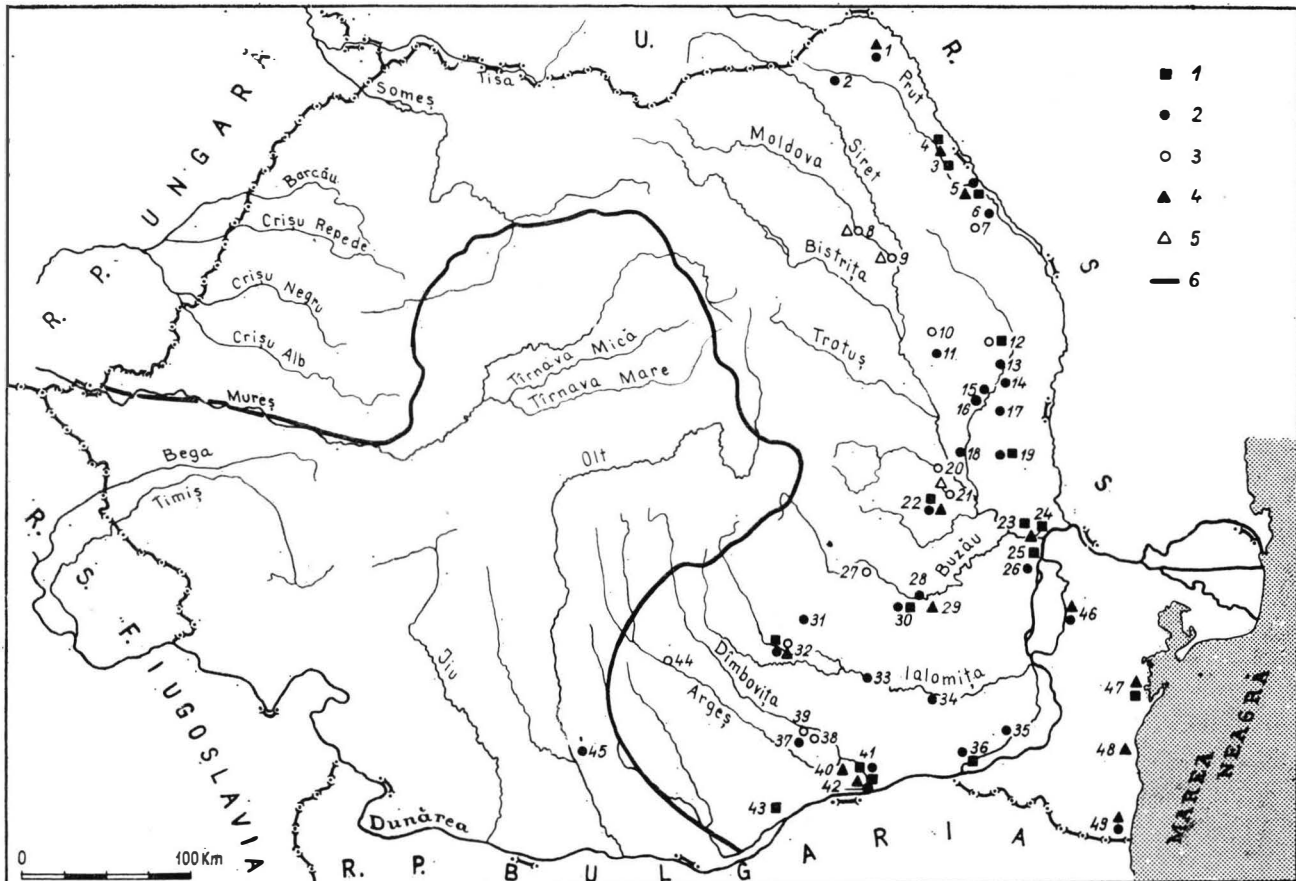 R. P. UNGARĂ
U. R. S. S.
Tisa
Someș
Prut
Moldova
Siret
Barcău
Crișu Repede
Crișu Negru
Crișu Alb
Bistrița
Trotuș
Tîrnava Mică
Tîrnava Mare
Mureș
Bega
Timiș
Olt
Buzău
Jiu
Dîmbovița
Argeș
Ialomița
Dunărea
R. S. F. IUGOSLAVIA
R. P. BULGARIA
MAREA NEAGRĂ
1
2
3
4
5
6
1
2
4
3
5
6
7
8
9
10
11
12
13
14
15
16
17
18
19
20
21
22
23
24
25
26
27
28
29
30
31
32
33
34
35
36
37
38
39
40
41
42
43
44
45
46
47
48
49
0 100 Km